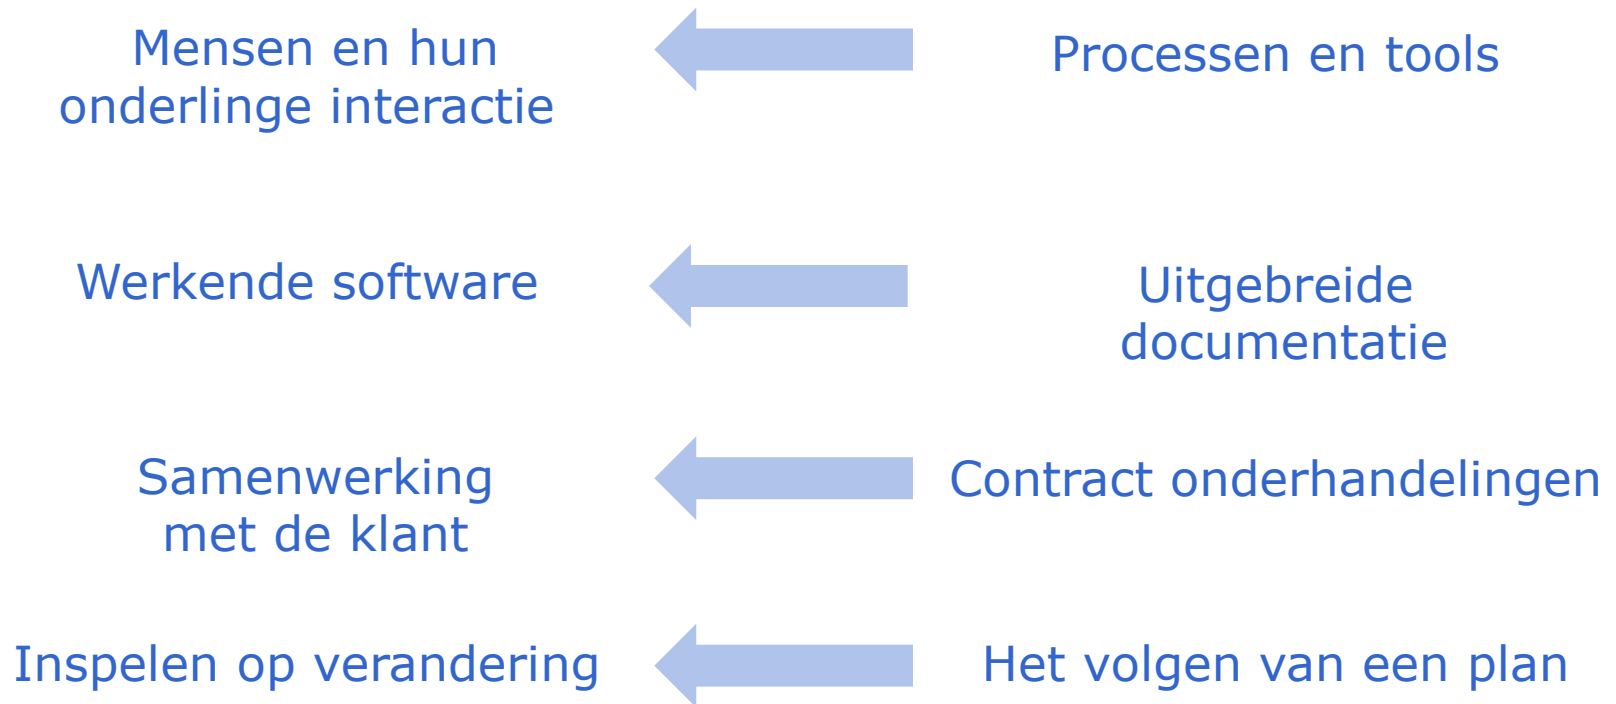 Mensen en hun
onderlinge interactie
Processen en tools
Werkende software
Uitgebreide
documentatie
Samenwerking
met de klant
Contract onderhandelingen
Inspelen op verandering
Het volgen van een plan